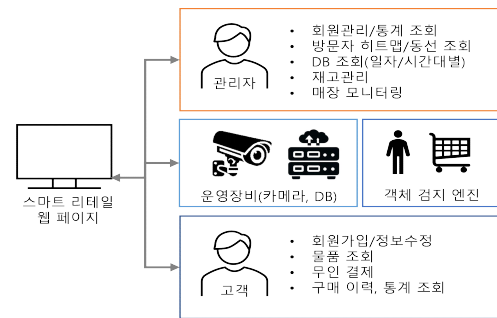 회원관리/통계 조회
방문자 히트맵/동선 조회
DB 조회(일자/시간대별)
재고관리
매장 모니터링
관리자
스마트 리테일
웹 페이지
운영장비(카메라, DB)
객체 검지 엔진
회원가입/정보수정
물품 조회
무인 결제
구매 이력, 통계 조회
고객